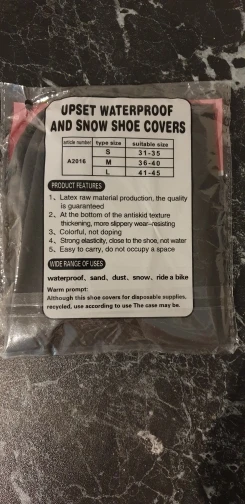 UPSET WATERPROOF
AND SNOW SHOE COVERS
article number type size suitable size
S 31-35
A2016 M 36-40
L 41-45
PRODUCT FEATURES
1、Latex raw material production, the quality
is guaranteed
2、At the bottom of the antiskid texture
thickening, more slippery wear-resisting
3、Colorful, not doping
4、Strong elasticity, close to the shoe, not water
5、Easy to carry, do not occupy a space
WIDE RANGE OF USES
waterproof、sand、dust、snow、ride a bike
Warm prompt:
Although this shoe covers for disposable supplies,
recycled, use according to use The case may be.